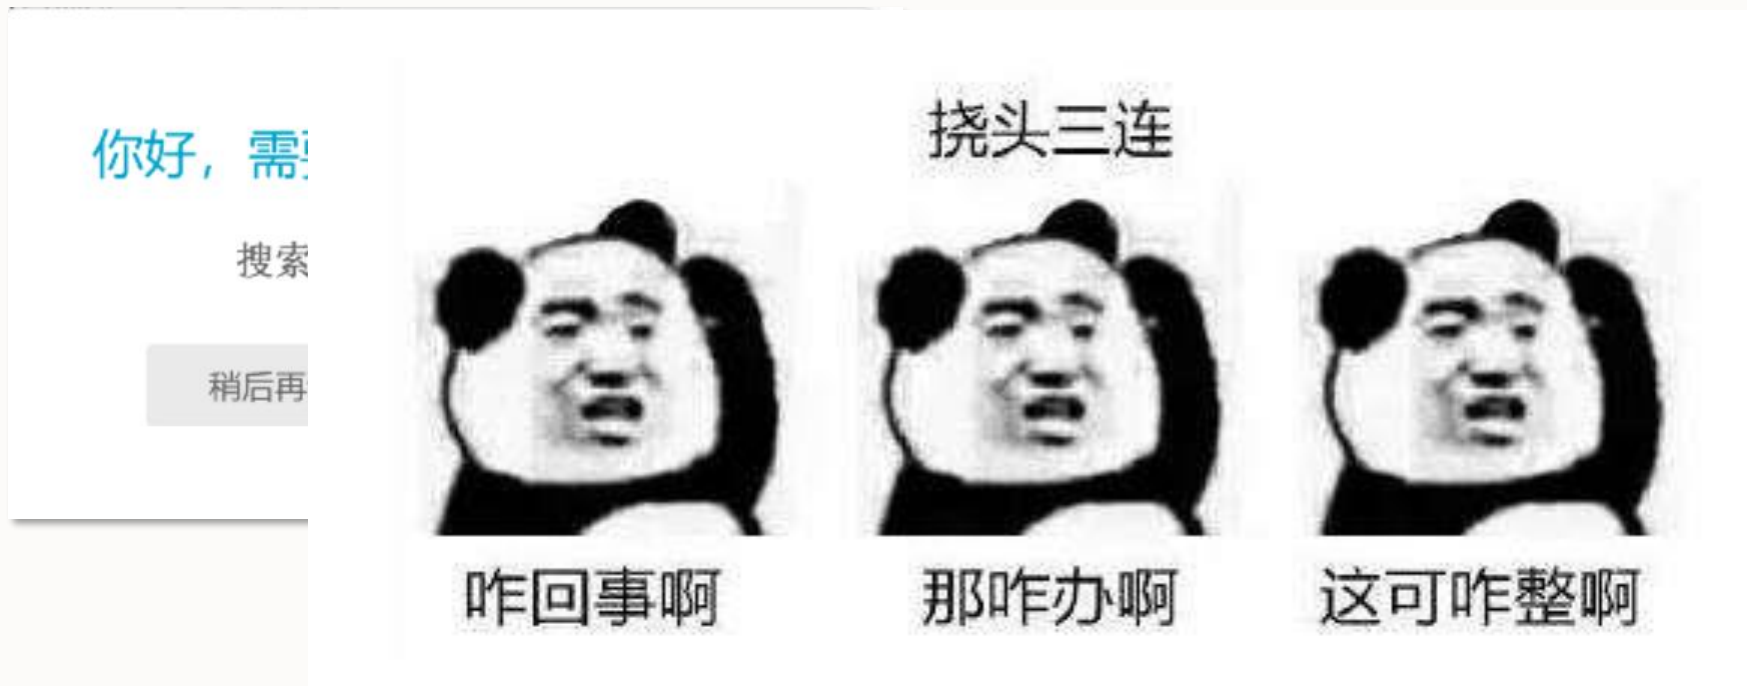 你好，需
搜索
稍后再
挠头三连
咋回事啊
那咋办啊
这可咋整啊